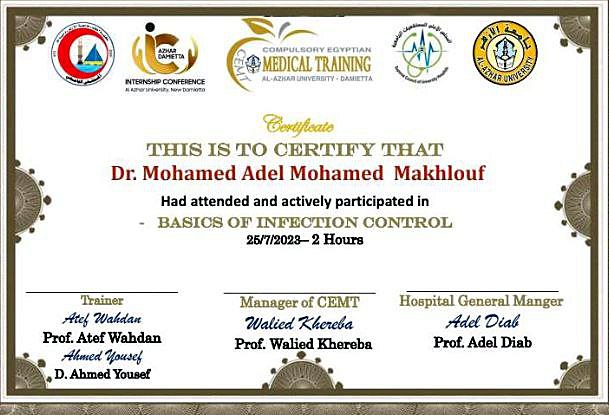 AZHAR
DAMIETTA
INTERNSHIP CONFERENCE
Al Azhar University, New Damietta
CEMT
COMPULSORY EGYPTIAN
MEDICAL TRAINING
AL-AZHAR UNIVERSITY - DAMIETTA
جامعة الأزهر
AL-AZHAR UNIVERSITY
Certificate
THIS IS TO CERTIFY THAT
Dr. Mohamed Adel Mohamed Makhlouf
Had attended and actively participated in
- BASICS OF INFECTION CONTROL
25/7/2023– 2 Hours
Trainer
Atef Wahdan
Prof. Atef Wahdan
Ahmed Yousef
D. Ahmed Yousef
Manager of CEMT
Walied Khereba
Prof. Walied Khereba
Hospital General Manger
Adel Diab
Prof. Adel Diab